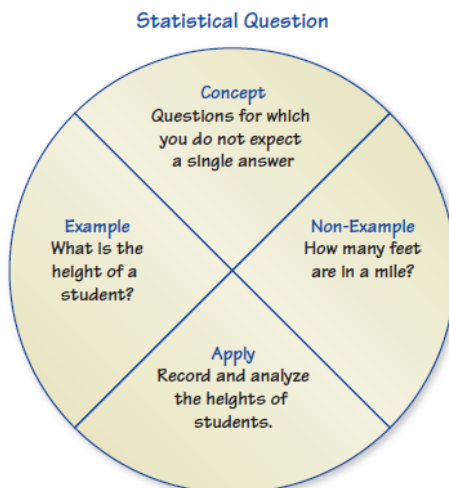 Statistical Question
Concept
Questions for which
you do not expect
a single answer
Example
What is the
height of a
student?
Non-Example
How many feet
are in a mile?
Apply
Record and analyze
the heights of
students.